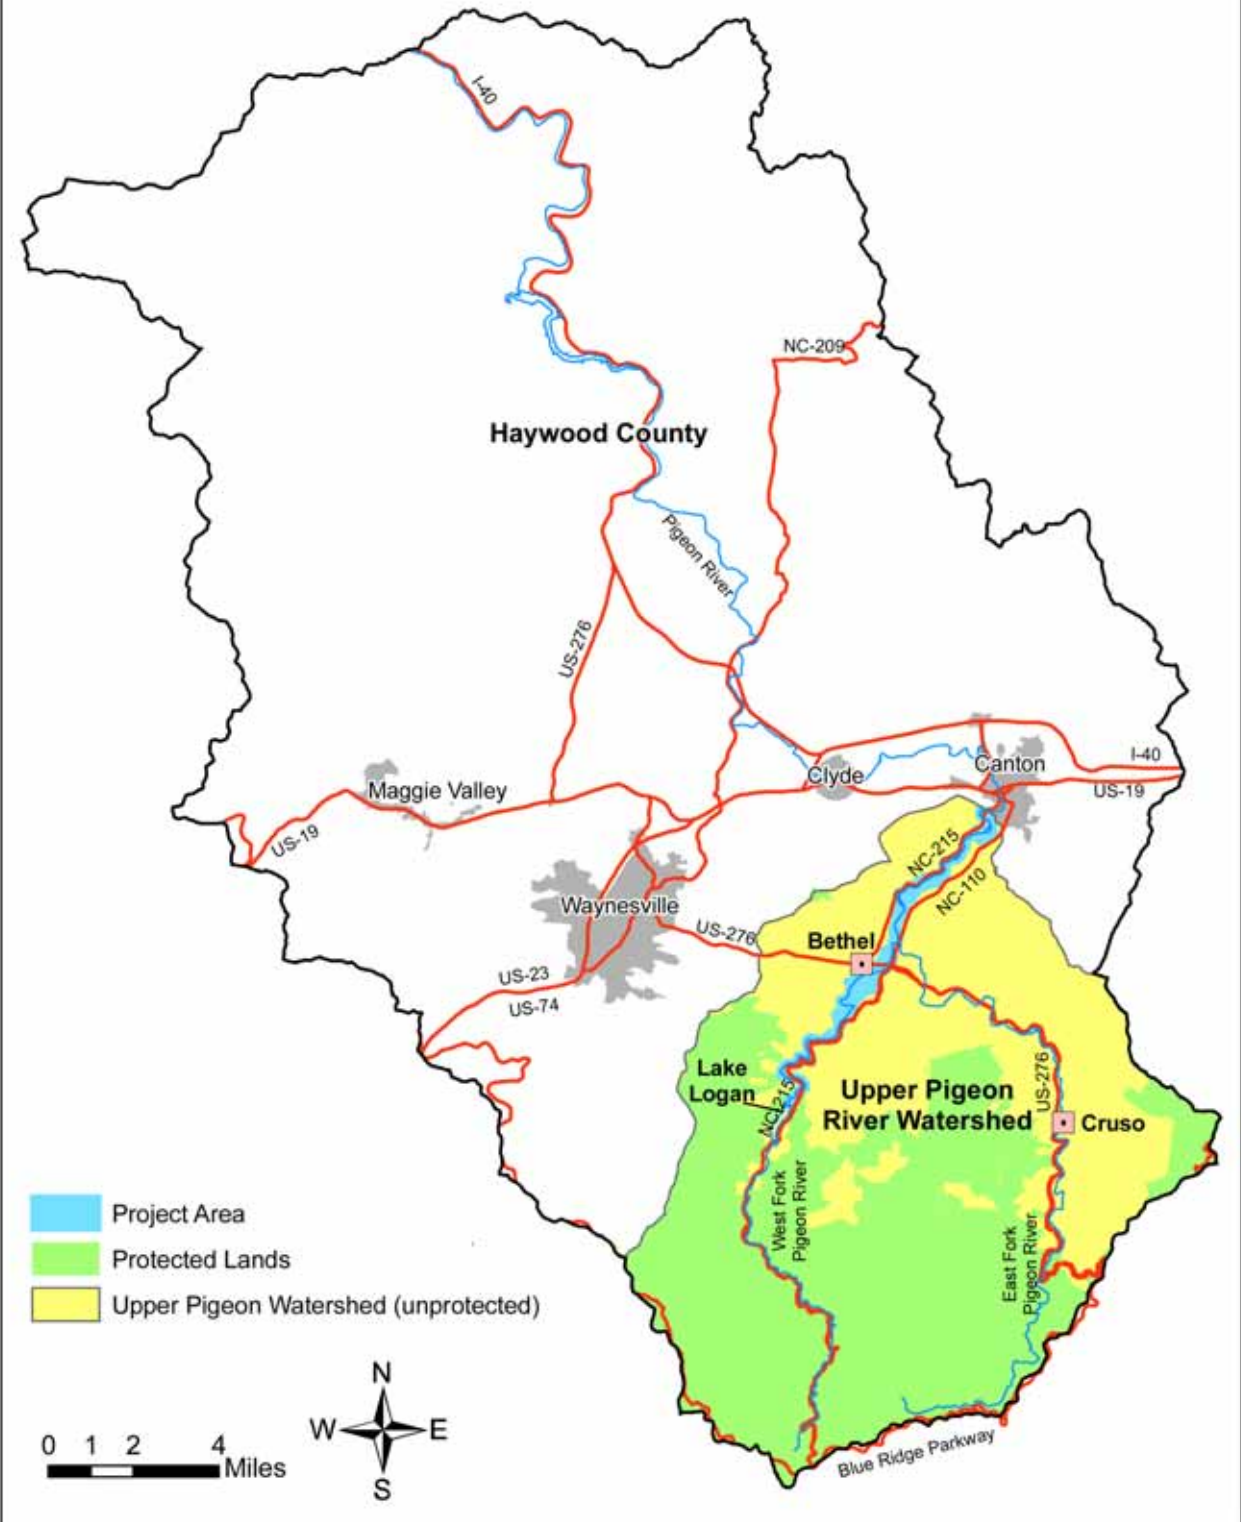 I-40
NC-209
Haywood County
Pigeon River
US-276
I-40
Canton
Clyde
US-19
Maggie Valley
US-19
NC-215
NC-110
Waynesville
US-276
Bethel
US-23
US-74
Lake
Logan
NC-215
Upper Pigeon
River Watershed
US-276
Cruso
West Fork
Pigeon River
East Fork
Pigeon River
Project Area
Protected Lands
Upper Pigeon Watershed (unprotected)
N
W
E
S
0 1 2 4
Miles
Blue Ridge Parkway